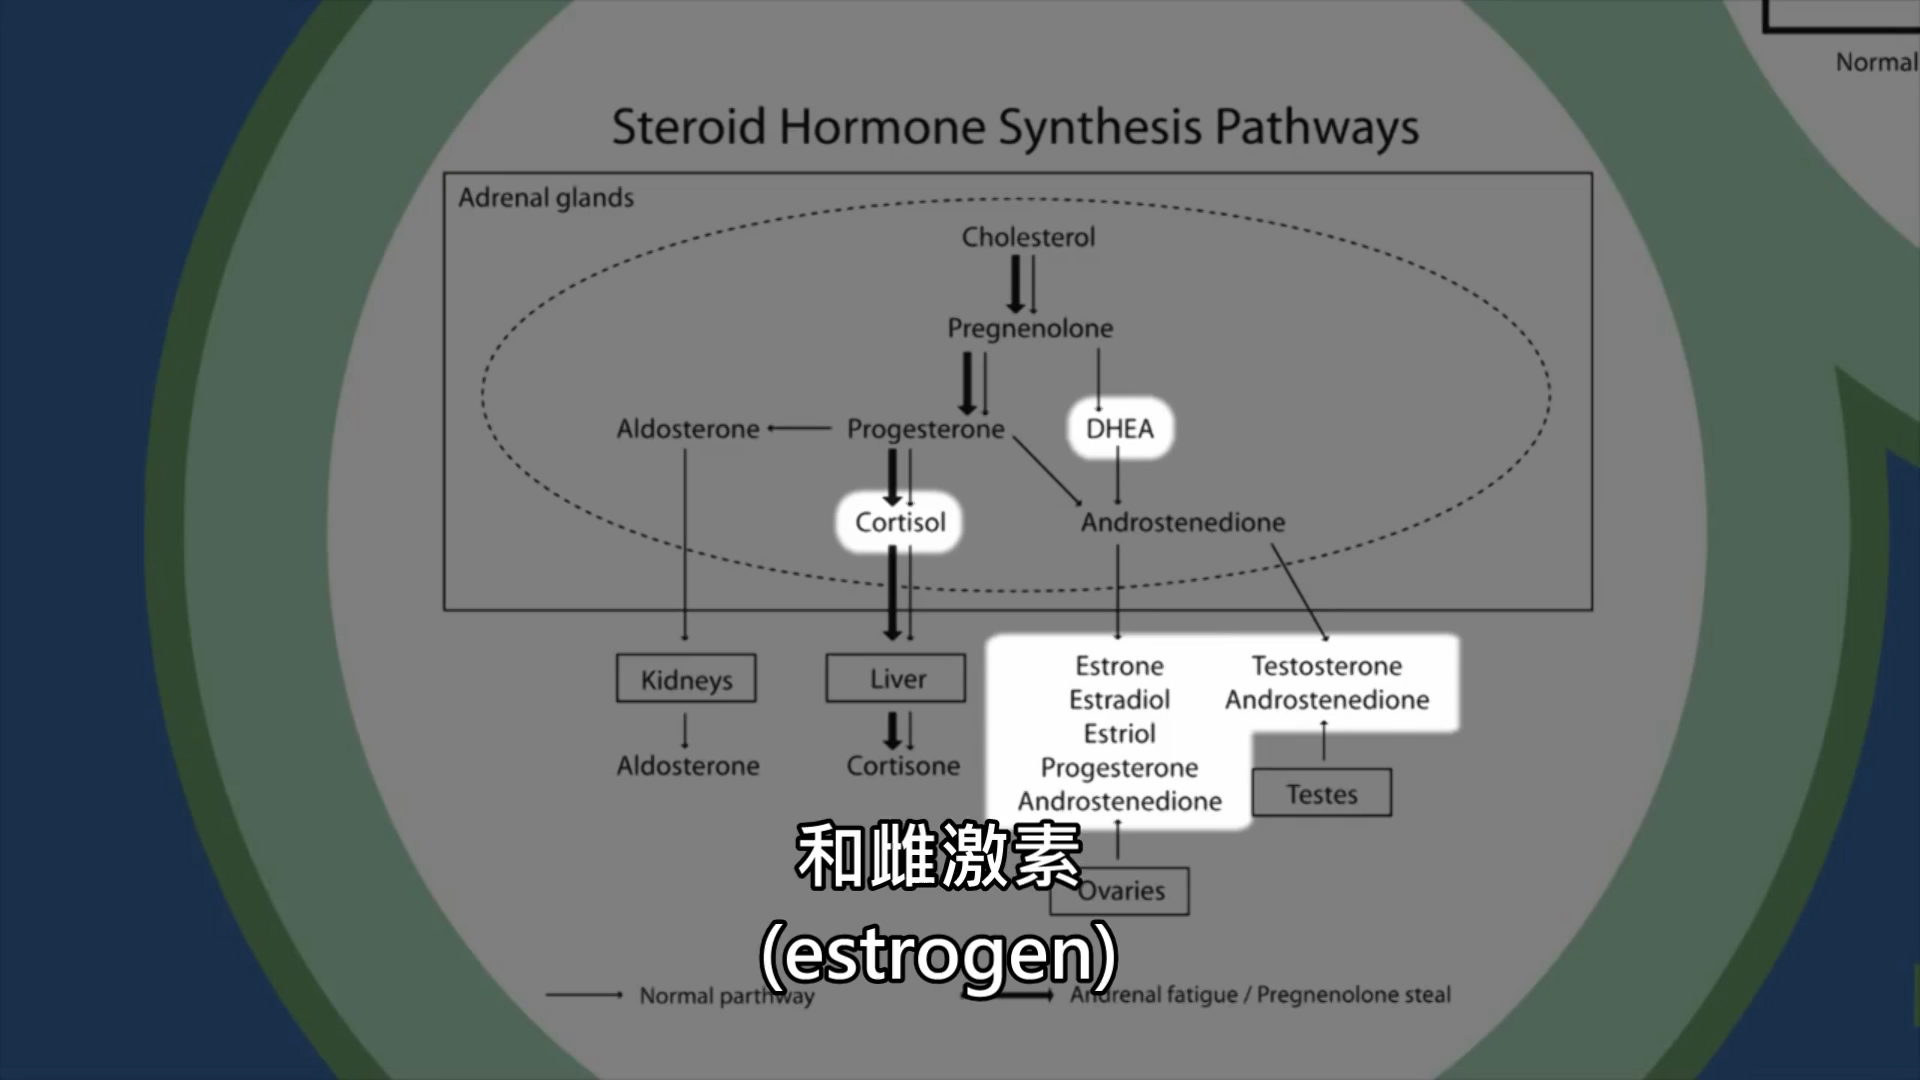 Normal
Steroid Hormone Synthesis Pathways
Adrenal glands
Cholesterol
Pregnenolone
Aldosterone
Progesterone
DHEA
Cortisol
Androstenedione
Kidneys
Liver
Estrone
Estradiol
Estriol
Progesterone
Androstenedione
Testosterone
Androstenedione
Aldosterone
Cortisone
Testes
Ovaries
和雌激素
(estrogen)
Normal parthway
Andrenal fatigue / Pregnenolone steal